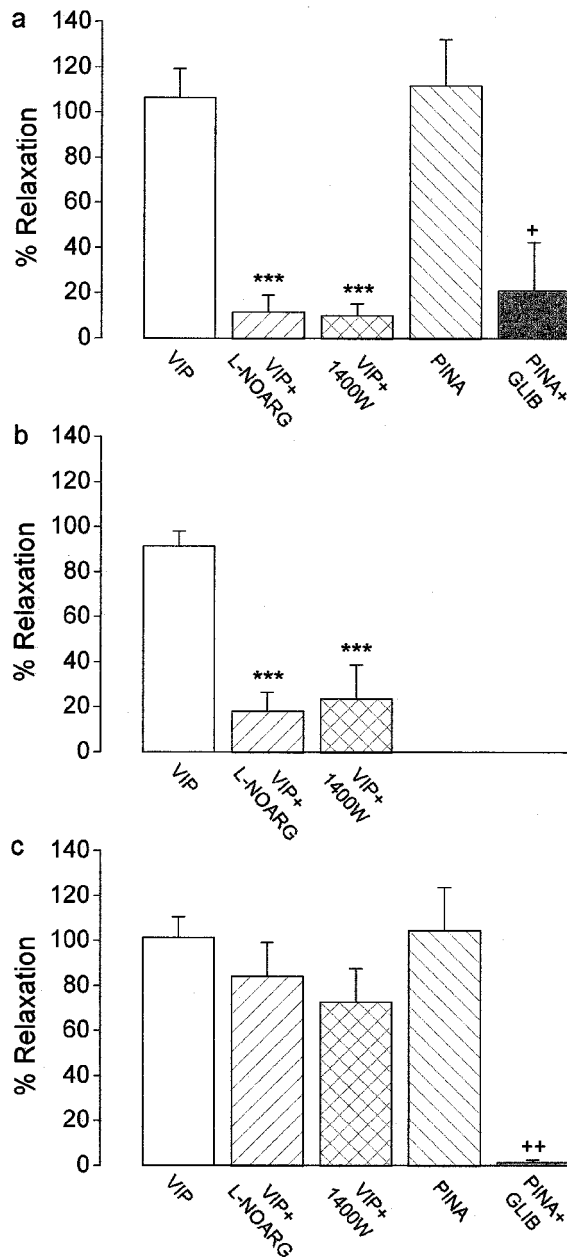 a
% Relaxation
140
120
100
80
60
40
20
0
***
***
+
VIP
VIP+
L-NOARG
VIP+
1400W
PINA
PINA+
GLIB
b
% Relaxation
140
120
100
80
60
40
20
0
***
***
VIP
VIP+
L-NOARG
VIP+
1400W
c
% Relaxation
140
120
100
80
60
40
20
0
++
VIP
VIP+
L-NOARG
VIP+
1400W
PINA
PINA+
GLIB